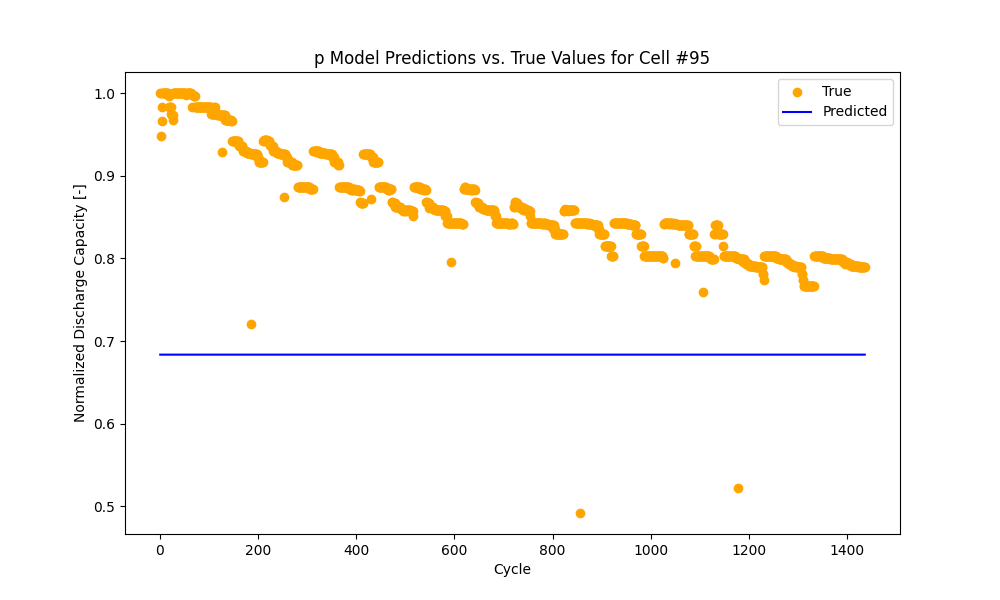 p Model Predictions vs. True Values for Cell #95
True
Predicted
Normalized Discharge Capacity [-]
1.0
0.9
0.8
0.7
0.6
0.5
0
200
400
600
800
1000
1200
1400
Cycle